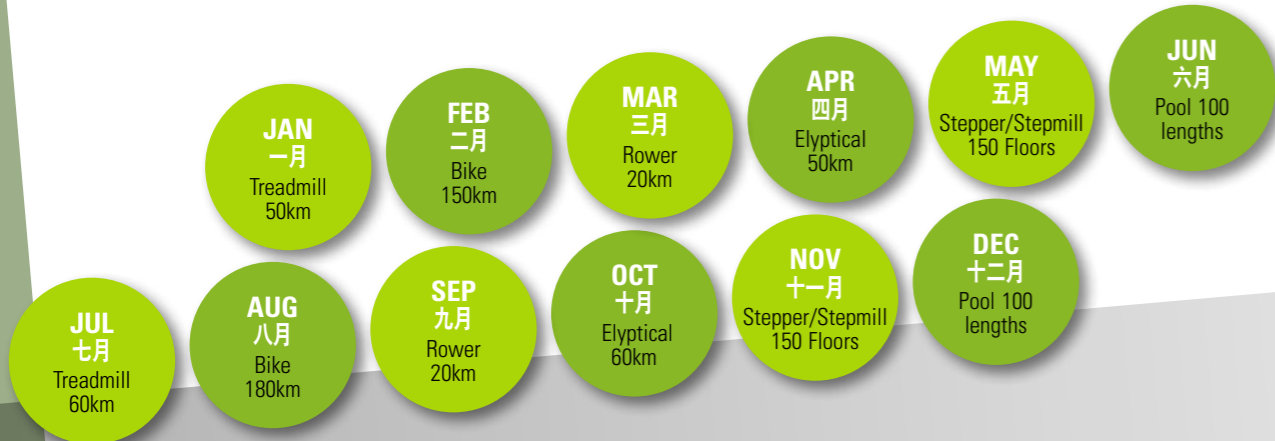 JAN
一月
Treadmill
50km
FEB
二月
Bike
150km
MAR
三月
Rower
20km
APR
四月
Elyptical
50km
MAY
五月
Stepper/Stepmill
150 Floors
JUN
六月
Pool 100
lengths
JUL
七月
Treadmill
60km
AUG
八月
Bike
180km
SEP
九月
Rower
20km
OCT
十月
Elyptical
60km
NOV
十一月
Stepper/Stepmill
150 Floors
DEC
十二月
Pool 100
lengths